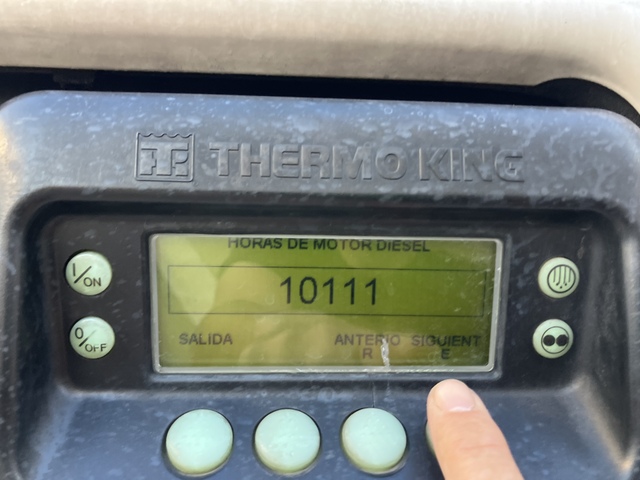 THERMO KING
HORAS DE MOTOR DIESEL
10111
I/ON
O/OFF
SALIDA
ANTERIO SIGUIENT
R E